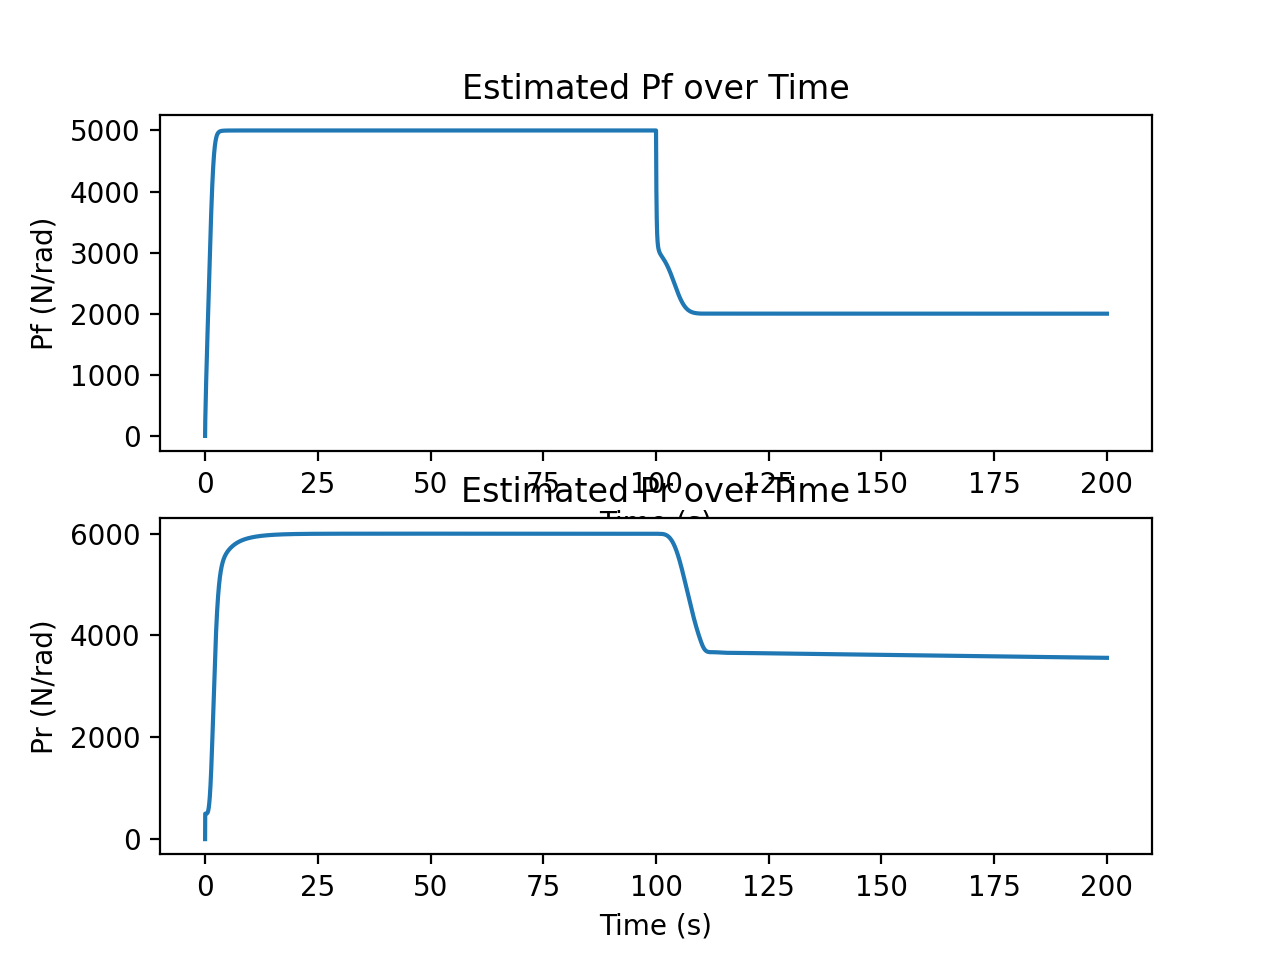 Estimated Pf over Time
Pf (N/rad)
5000
4000
3000
2000
1000
0
0 25 50 75 100 125 150 175 200
Time (s)
Estimated Pr over Time
Pr (N/rad)
6000
4000
2000
0
0 25 50 75 100 125 150 175 200
Time (s)